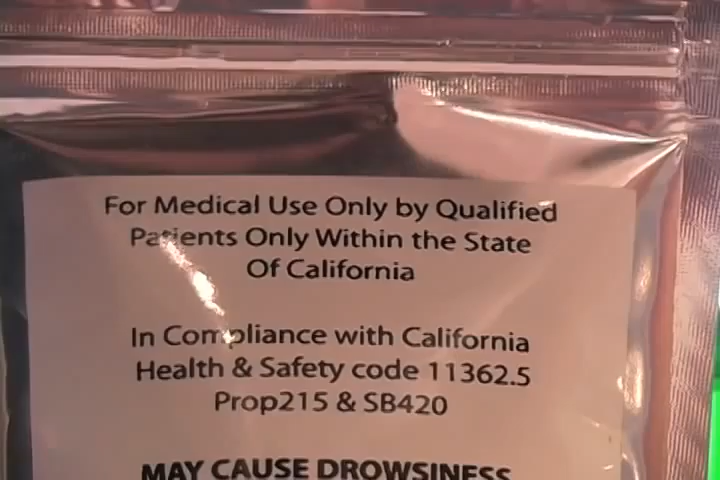 For Medical Use Only by Qualified
Patients Only Within the State
Of California
In Compliance with California
Health & Safety code 11362.5
Prop215 & SB420
MAY CAUSE DROWSINESS